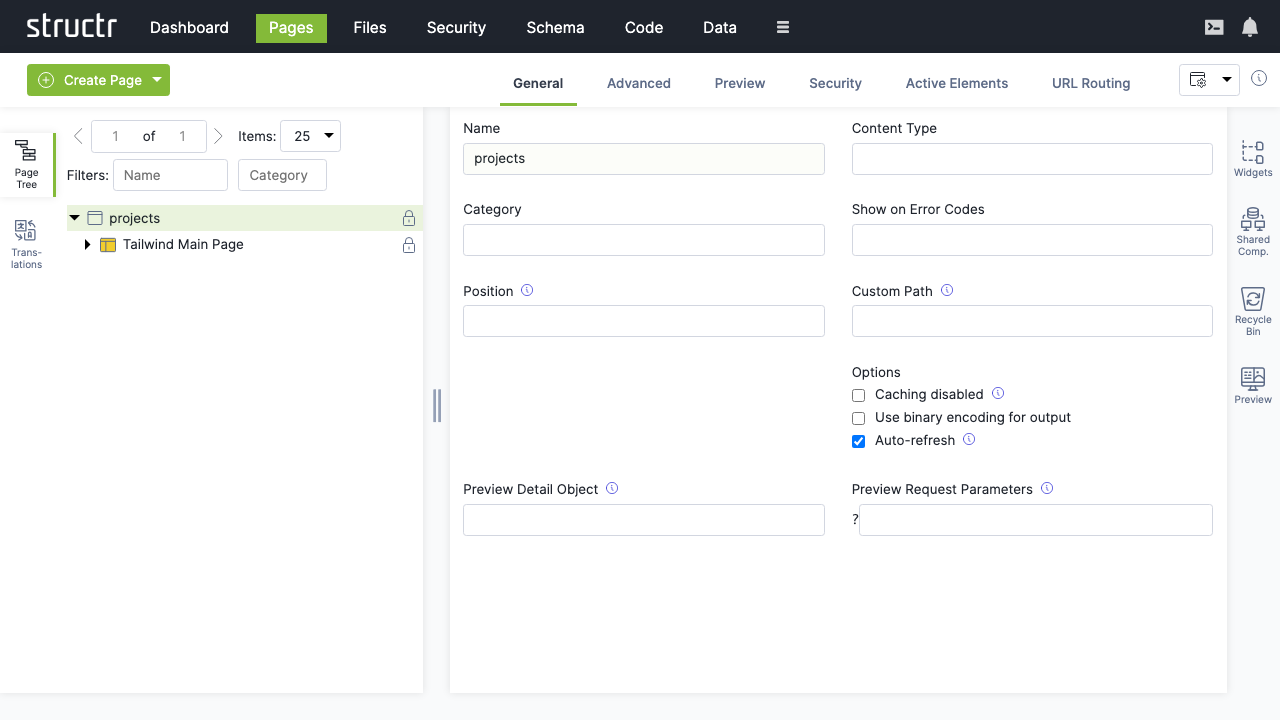 structr
Dashboard
Pages
Files
Security
Schema
Code
Data
Create Page
General
Advanced
Preview
Security
Active Elements
URL Routing
Page
Tree
Trans-
lations
1 of 1
Items: 25
Filters: Name Category
projects
Tailwind Main Page
Name
projects
Content Type
Category
Show on Error Codes
Position
Custom Path
Options
Caching disabled
Use binary encoding for output
Auto-refresh
Preview Detail Object
Preview Request Parameters
?
Widgets
Shared
Comp.
Recycle
Bin
Preview